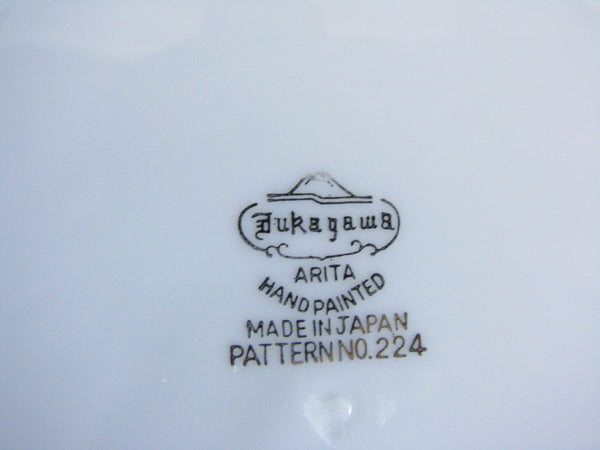 Fukagawa
ARITA
HAND PAINTED
MADE IN JAPAN
PATTERN NO. 224